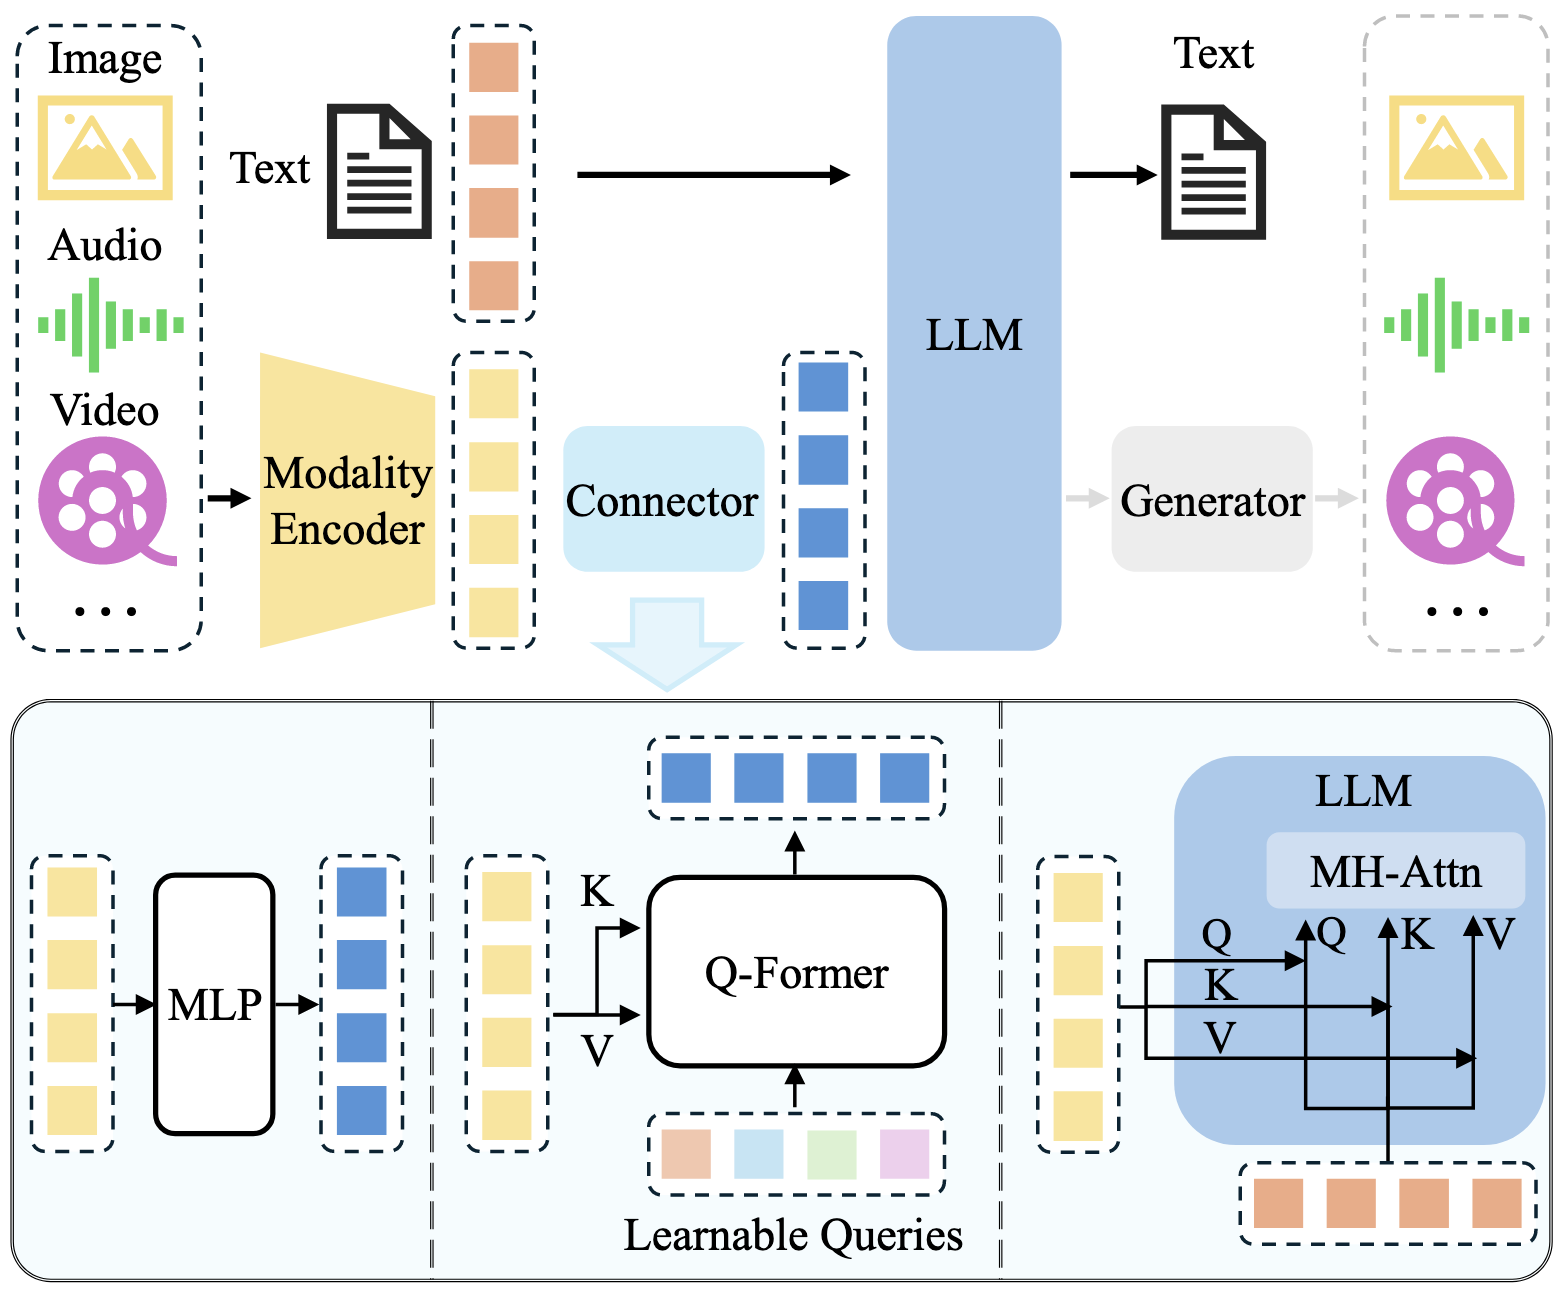 Image
Text
Audio
Video
...
Modality
Encoder
Connector
LLM
Text
Generator
...
MLP
K
V
Q-Former
Learnable Queries
LLM
MH-Attn
Q
K
V
Q
K
V